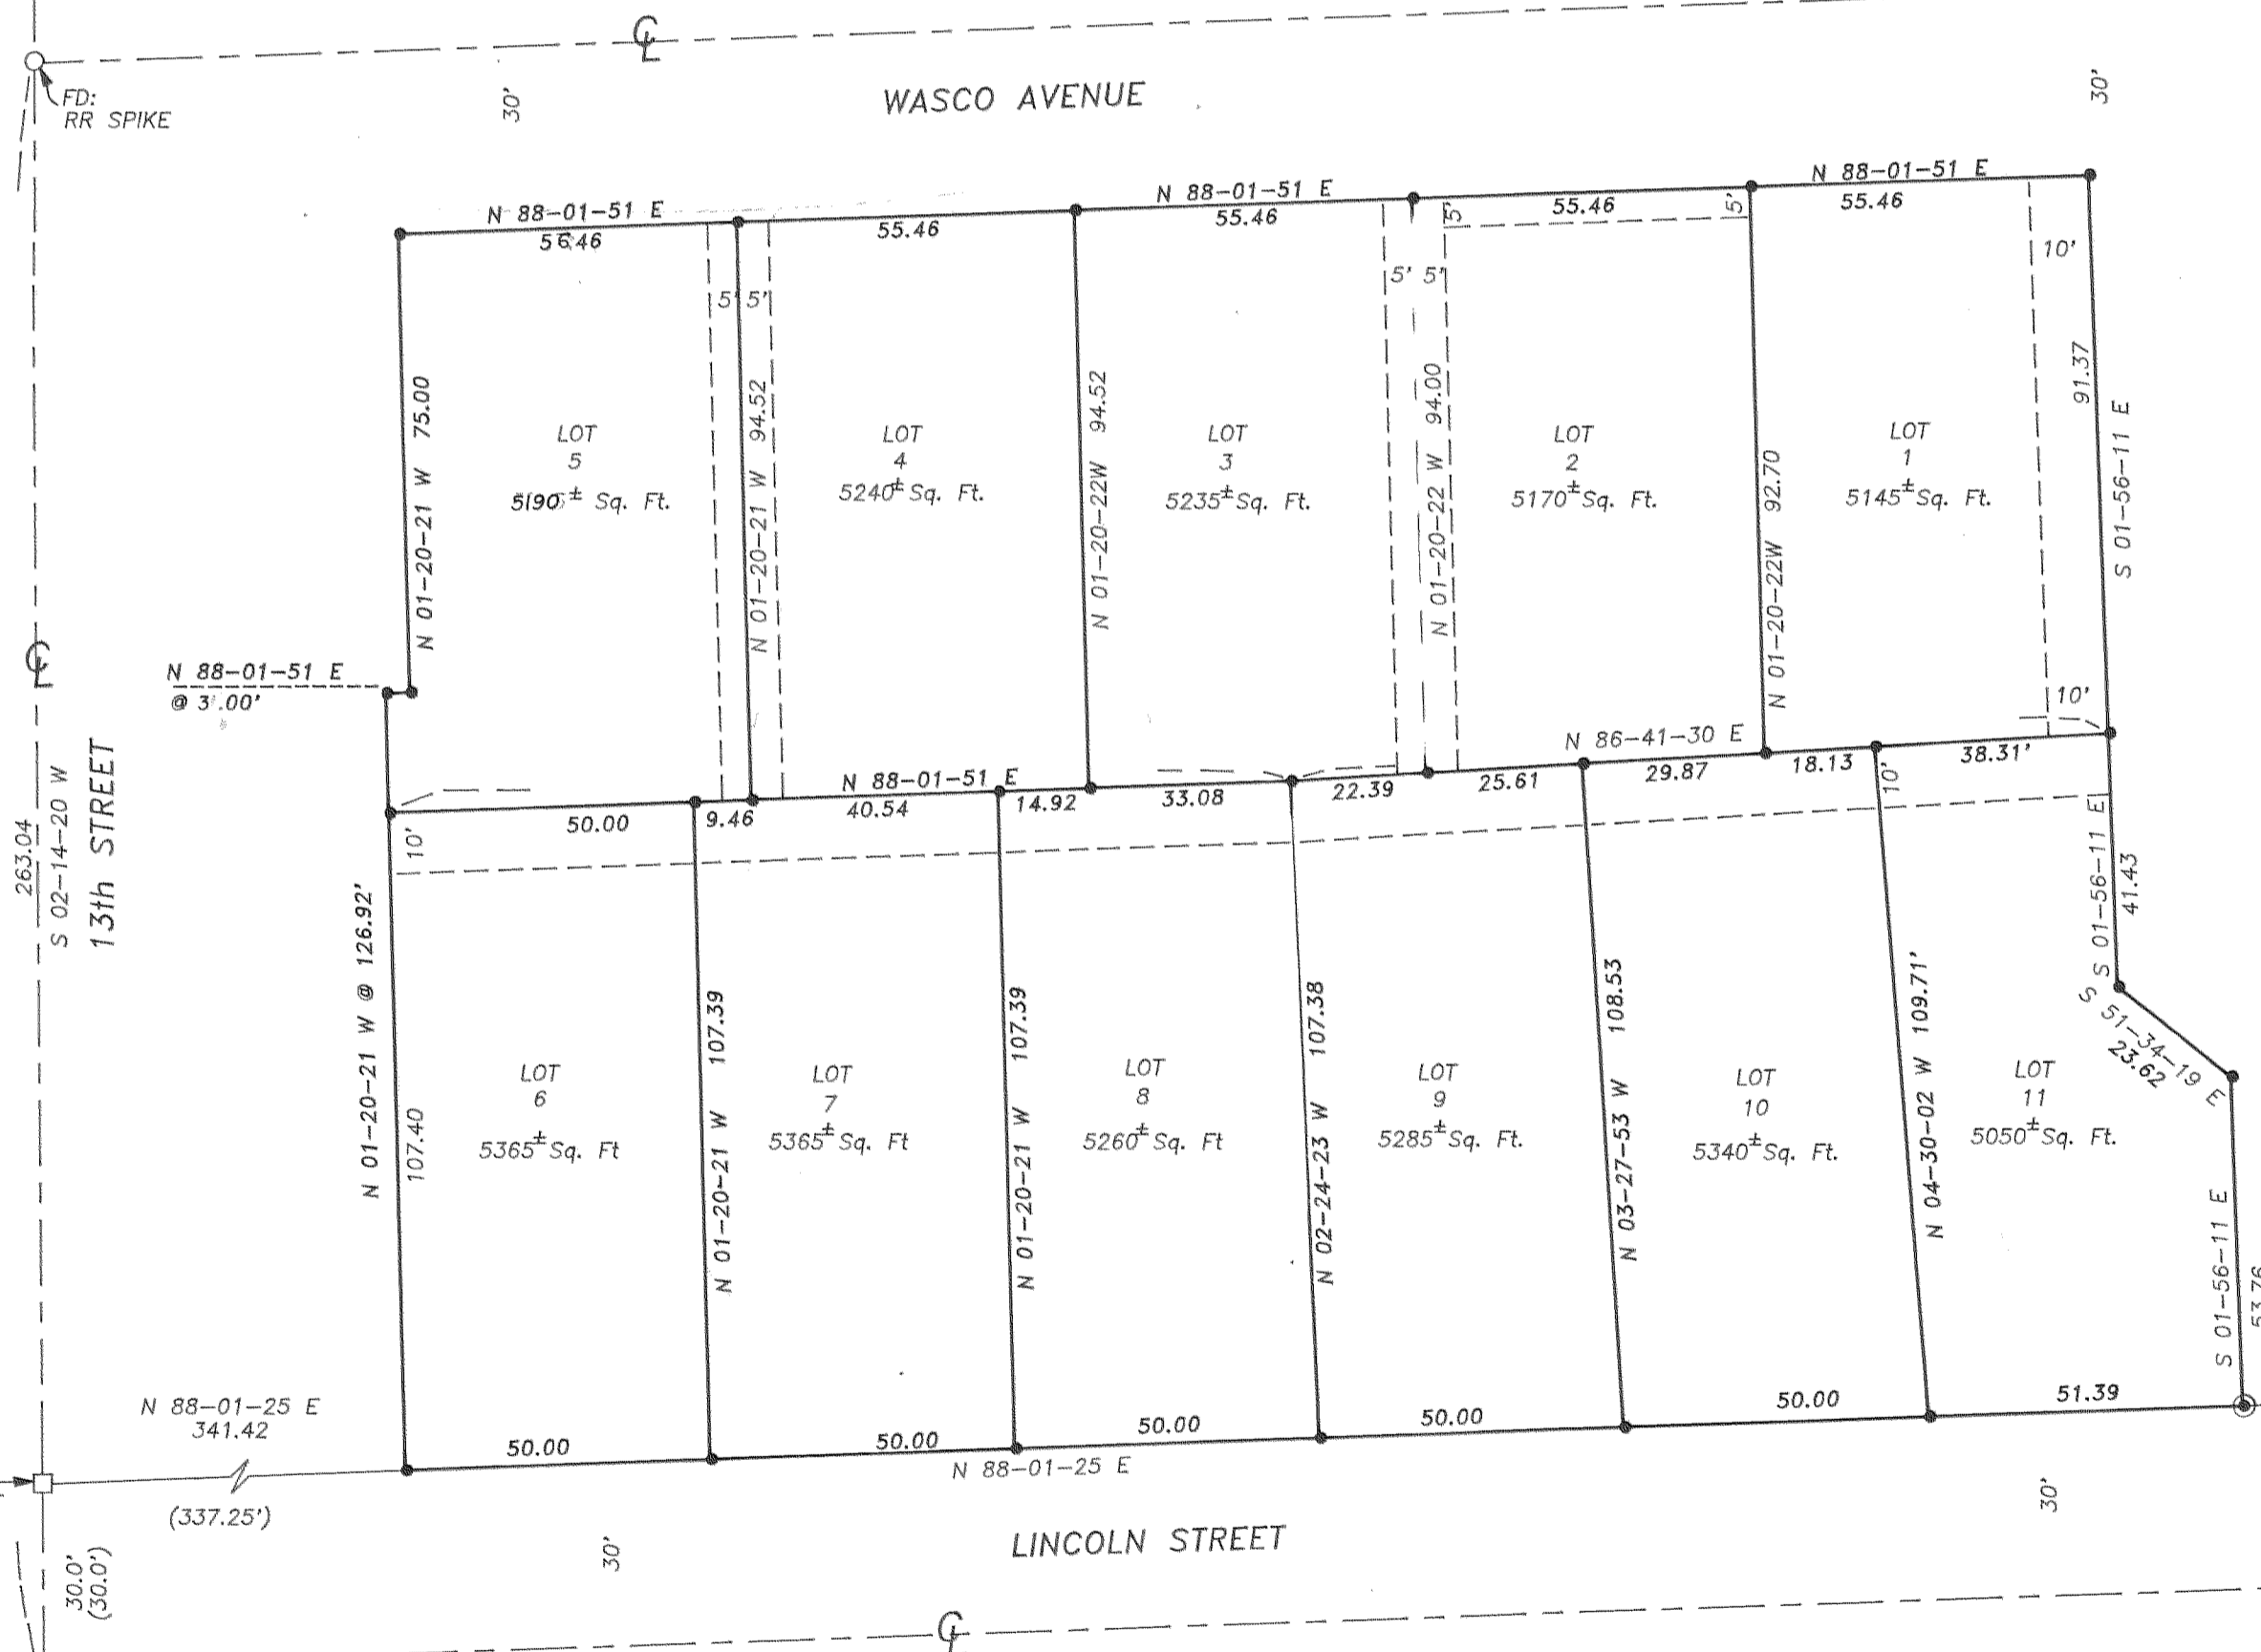 ℄
WASCO AVENUE
30'
30'
FD:
RR SPIKE
N 88-01-51 E
55.46
N 88-01-51 E
55.46
55.46
N 88-01-51 E
55.46
5'
5'
5' 5'
5' 5'
10'
N 01-20-21 W 75.00
N 01-20-21 W 94.52
N 01-20-22W 94.52
N 01-20-22 W 94.00
N 01-20-22W 92.70
91.37
S 01-56-11 E
LOT
5
5190± Sq. Ft.
LOT
4
5240± Sq. Ft.
LOT
3
5235± Sq. Ft.
LOT
2
5170± Sq. Ft.
LOT
1
5145± Sq. Ft.
℄
N 88-01-51 E
@ 3.00'
10'
263.04
S 02-14-20 W
13th STREET
N 88-01-51 E
N 86-41-30 E
50.00
9.46
40.54
14.92
33.08
22.39
25.61
29.87
18.13
38.31'
10'
10'
N 01-20-21 W @ 126.92'
107.40
N 01-20-21 W 107.39
N 01-20-21 W 107.39
N 02-24-23 W 107.38
N 03-27-53 W 108.53
N 04-30-02 W 109.71'
S S 01-56-11 E
41.43
S 51-34-19 E
23.62
S 01-56-11 E
53.76
LOT
6
5365± Sq. Ft
LOT
7
5365± Sq. Ft
LOT
8
5260± Sq. Ft
LOT
9
5285± Sq. Ft.
LOT
10
5340± Sq. Ft.
LOT
11
5050± Sq. Ft.
N 88-01-25 E
341.42
(337.25')
50.00
50.00
50.00
50.00
50.00
51.39
N 88-01-25 E
LINCOLN STREET
30'
30'
30.0'
(30.0')
℄